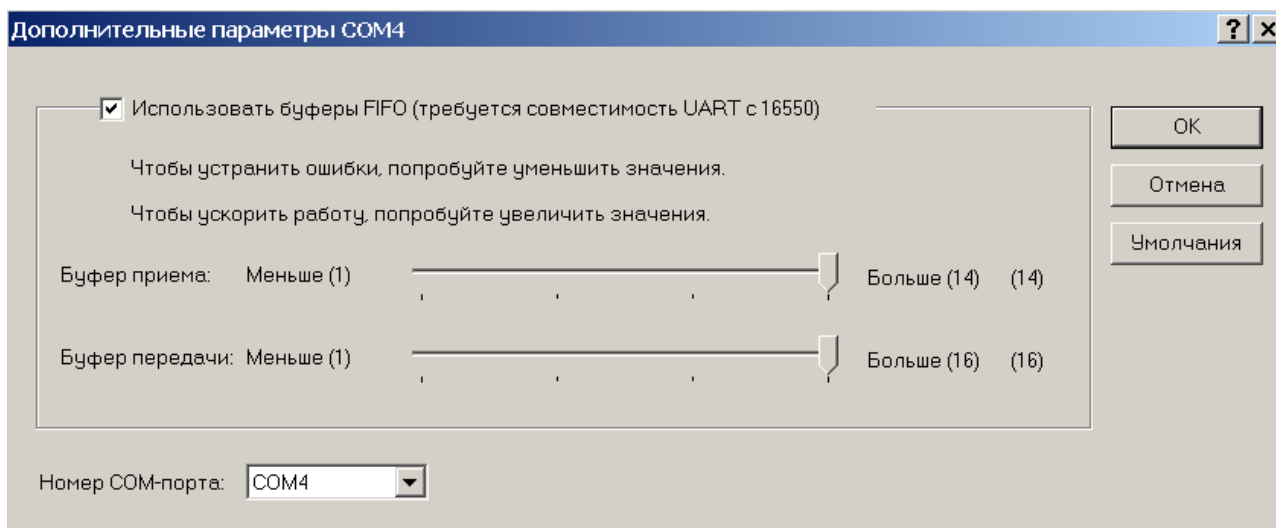 Дополнительные параметры COM4
Использовать буферы FIFO (требуется совместимость UART с 16550)
OK
Чтобы устранить ошибки, попробуйте уменьшить значения.
Отмена
Чтобы ускорить работу, попробуйте увеличить значения.
Умолчания
Буфер приема: Меньше (1) Больше (14) (14)
Буфер передачи: Меньше (1) Больше (16) (16)
Номер COM-порта: COM4